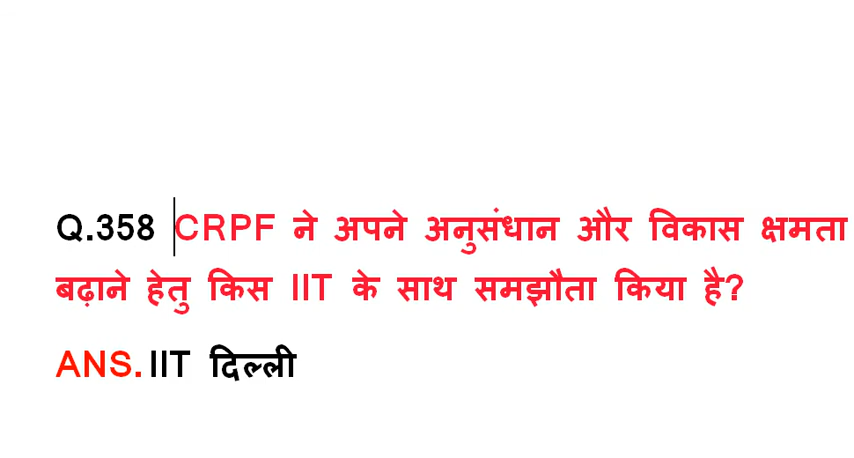 Q.358 CRPF ने अपने अनुसंधान और विकास क्षमता
बढ़ाने हेतु किस IIT के साथ समझौता किया है?
ANS. IIT दिल्ली